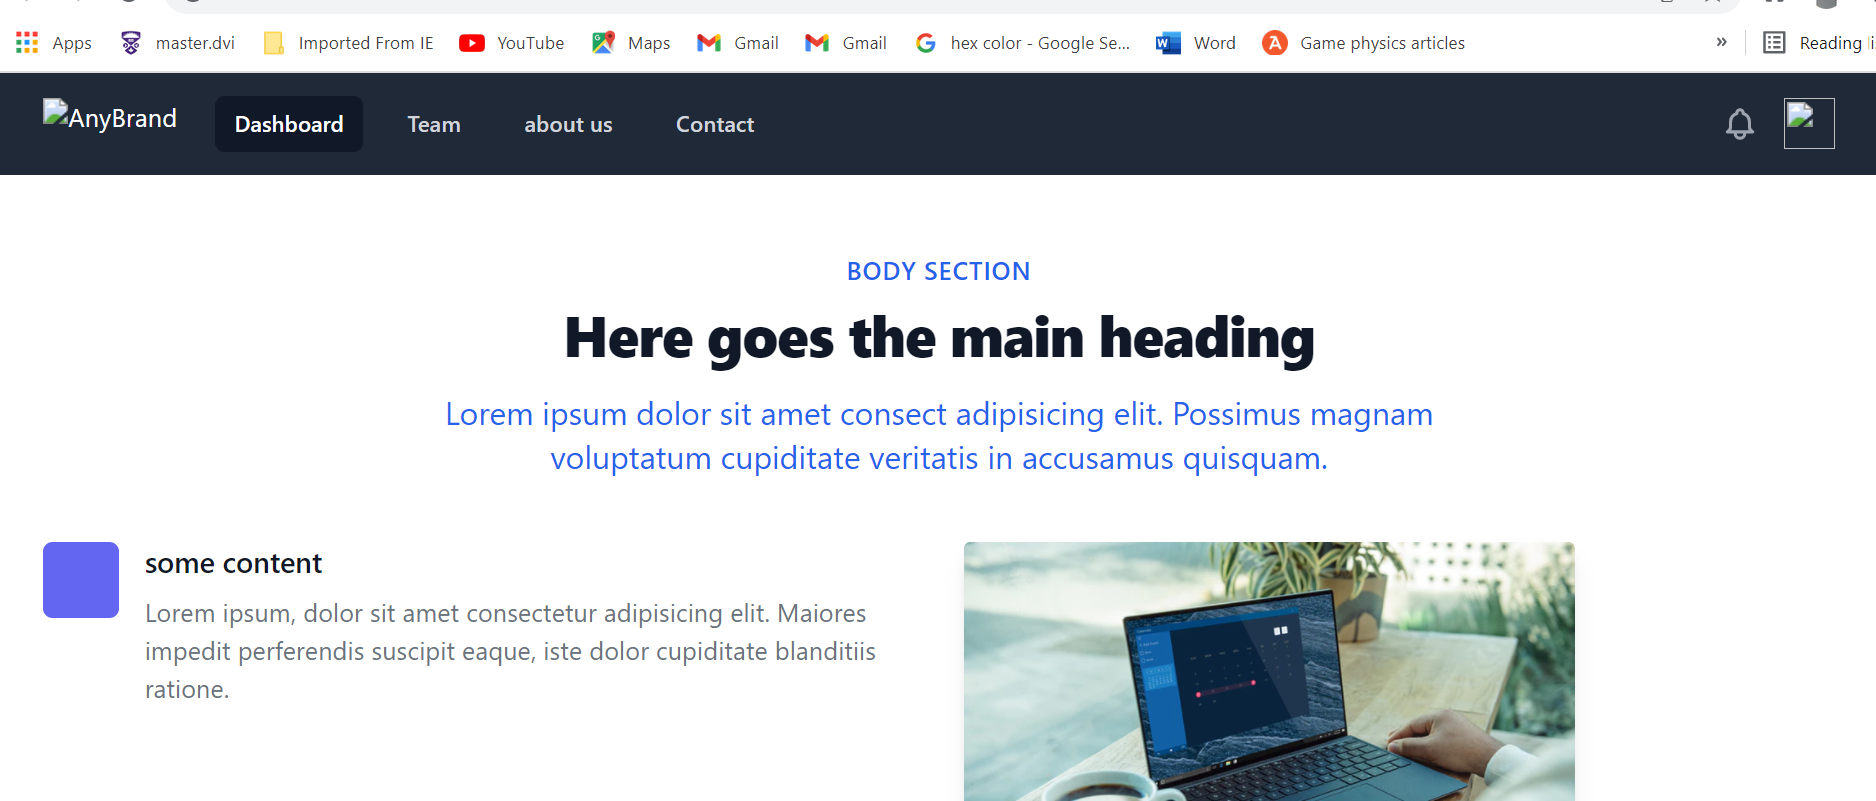 Apps master.dvi Imported From IE YouTube Maps Gmail Gmail hex color - Google Se... Word Game physics articles » Reading
AnyBrand Dashboard Team about us Contact
BODY SECTION
Here goes the main heading
Lorem ipsum dolor sit amet consect adipisicing elit. Possimus magnam
voluptatum cupiditate veritatis in accusamus quisquam.
some content
Lorem ipsum, dolor sit amet consectetur adipisicing elit. Maiores
impedit perferendis suscipit eaque, iste dolor cupiditate blanditiis
ratione.